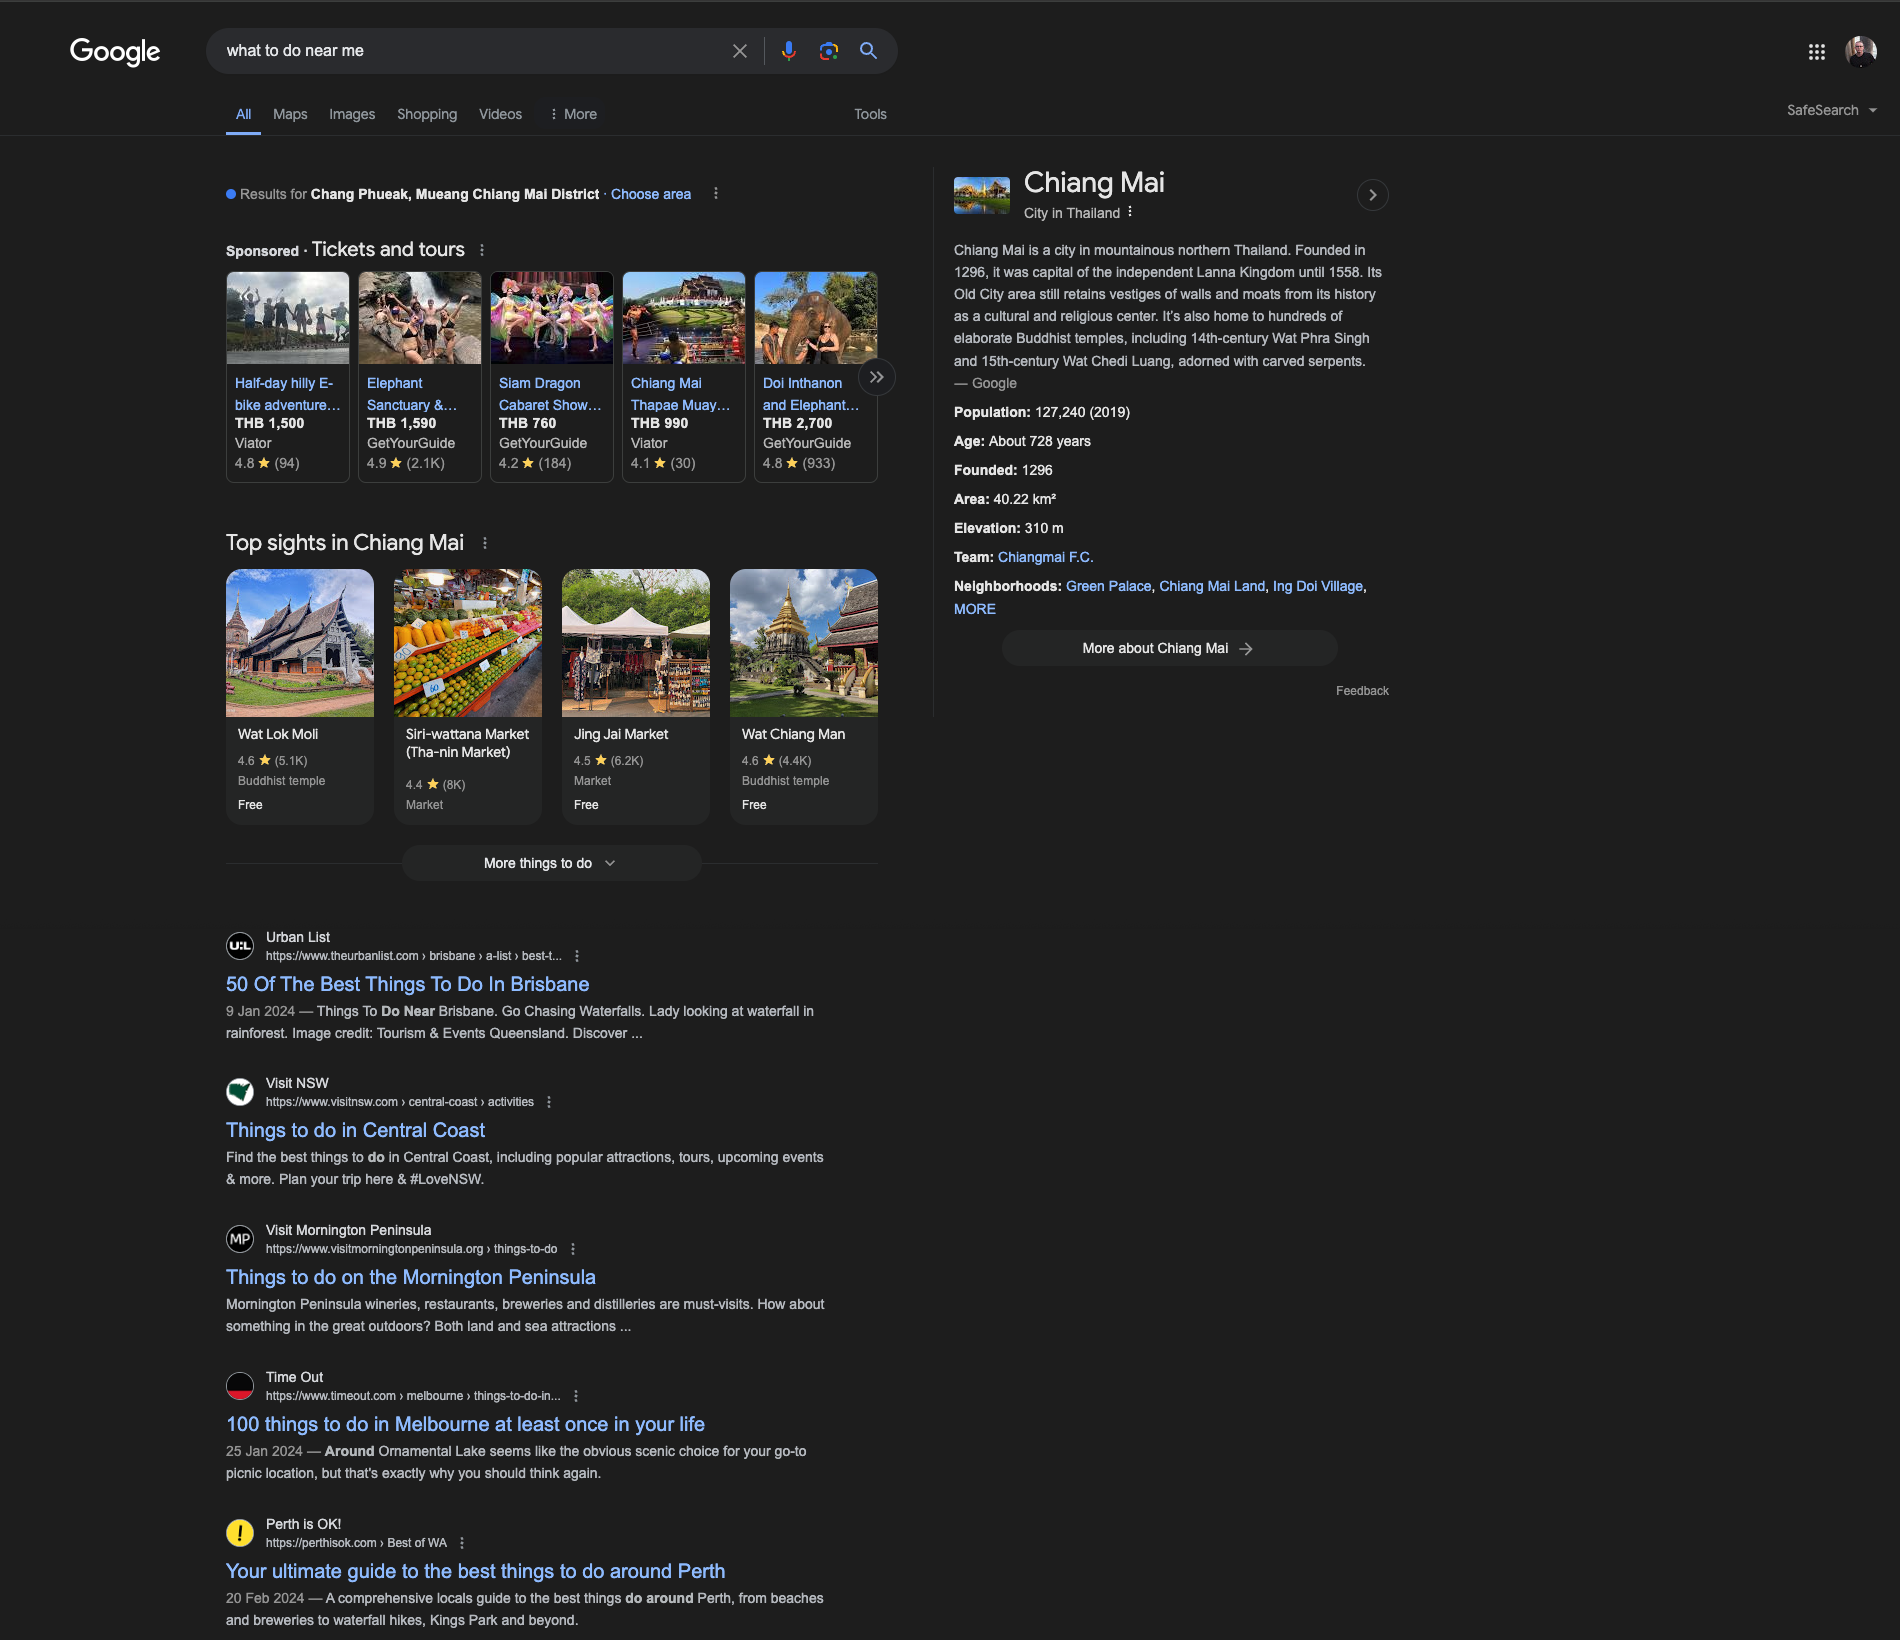 Google
what to do near me
All
Maps
Images
Shopping
Videos
More
Tools
SafeSearch
Results for Chang Phueak, Mueang Chiang Mai District · Choose area
Sponsored · Tickets and tours
Half-day hilly E-
bike adventure...
THB 1,500
Viator
4.8 ★ (94)
Elephant
Sanctuary &...
THB 1,590
GetYourGuide
4.9 ★ (2.1K)
Siam Dragon
Cabaret Show...
THB 760
GetYourGuide
4.2 ★ (184)
Chiang Mai
Thapae Muay...
THB 990
Viator
4.1 ★ (30)
Doi Inthanon
and Elephant...
THB 2,700
GetYourGuide
4.8 ★ (933)
Top sights in Chiang Mai
60
Wat Lok Moli
4.6 ★ (5.1K)
Buddhist temple
Free
Siri-wattana Market
(Tha-nin Market)
4.4 ★ (8K)
Market
Jing Jai Market
4.5 ★ (6.2K)
Market
Free
Wat Chiang Man
4.6 ★ (4.4K)
Buddhist temple
Free
More things to do
U:L
Urban List
https://www.theurbanlist.com › brisbane › a-list › best-t...
50 Of The Best Things To Do In Brisbane
9 Jan 2024 — Things To Do Near Brisbane. Go Chasing Waterfalls. Lady looking at waterfall in
rainforest. Image credit: Tourism & Events Queensland. Discover ...
Visit NSW
https://www.visitnsw.com › central-coast › activities
Things to do in Central Coast
Find the best things to do in Central Coast, including popular attractions, tours, upcoming events
& more. Plan your trip here & #LoveNSW.
MP
Visit Mornington Peninsula
https://www.visitmorningtonpeninsula.org › things-to-do
Things to do on the Mornington Peninsula
Mornington Peninsula wineries, restaurants, breweries and distilleries are must-visits. How about
something in the great outdoors? Both land and sea attractions ...
Time Out
https://www.timeout.com › melbourne › things-to-do-in...
100 things to do in Melbourne at least once in your life
25 Jan 2024 — Around Ornamental Lake seems like the obvious scenic choice for your go-to
picnic location, but that's exactly why you should think again.
!
Perth is OK!
https://perthisok.com › Best of WA
Your ultimate guide to the best things to do around Perth
20 Feb 2024 — A comprehensive locals guide to the best things do around Perth, from beaches
and breweries to waterfall hikes, Kings Park and beyond.
Chiang Mai
City in Thailand
Chiang Mai is a city in mountainous northern Thailand. Founded in
1296, it was capital of the independent Lanna Kingdom until 1558. Its
Old City area still retains vestiges of walls and moats from its history
as a cultural and religious center. It's also home to hundreds of
elaborate Buddhist temples, including 14th-century Wat Phra Singh
and 15th-century Wat Chedi Luang, adorned with carved serpents.
— Google
Population: 127,240 (2019)
Age: About 728 years
Founded: 1296
Area: 40.22 km²
Elevation: 310 m
Team: Chiangmai F.C.
Neighborhoods: Green Palace, Chiang Mai Land, Ing Doi Village,
MORE
More about Chiang Mai →
Feedback